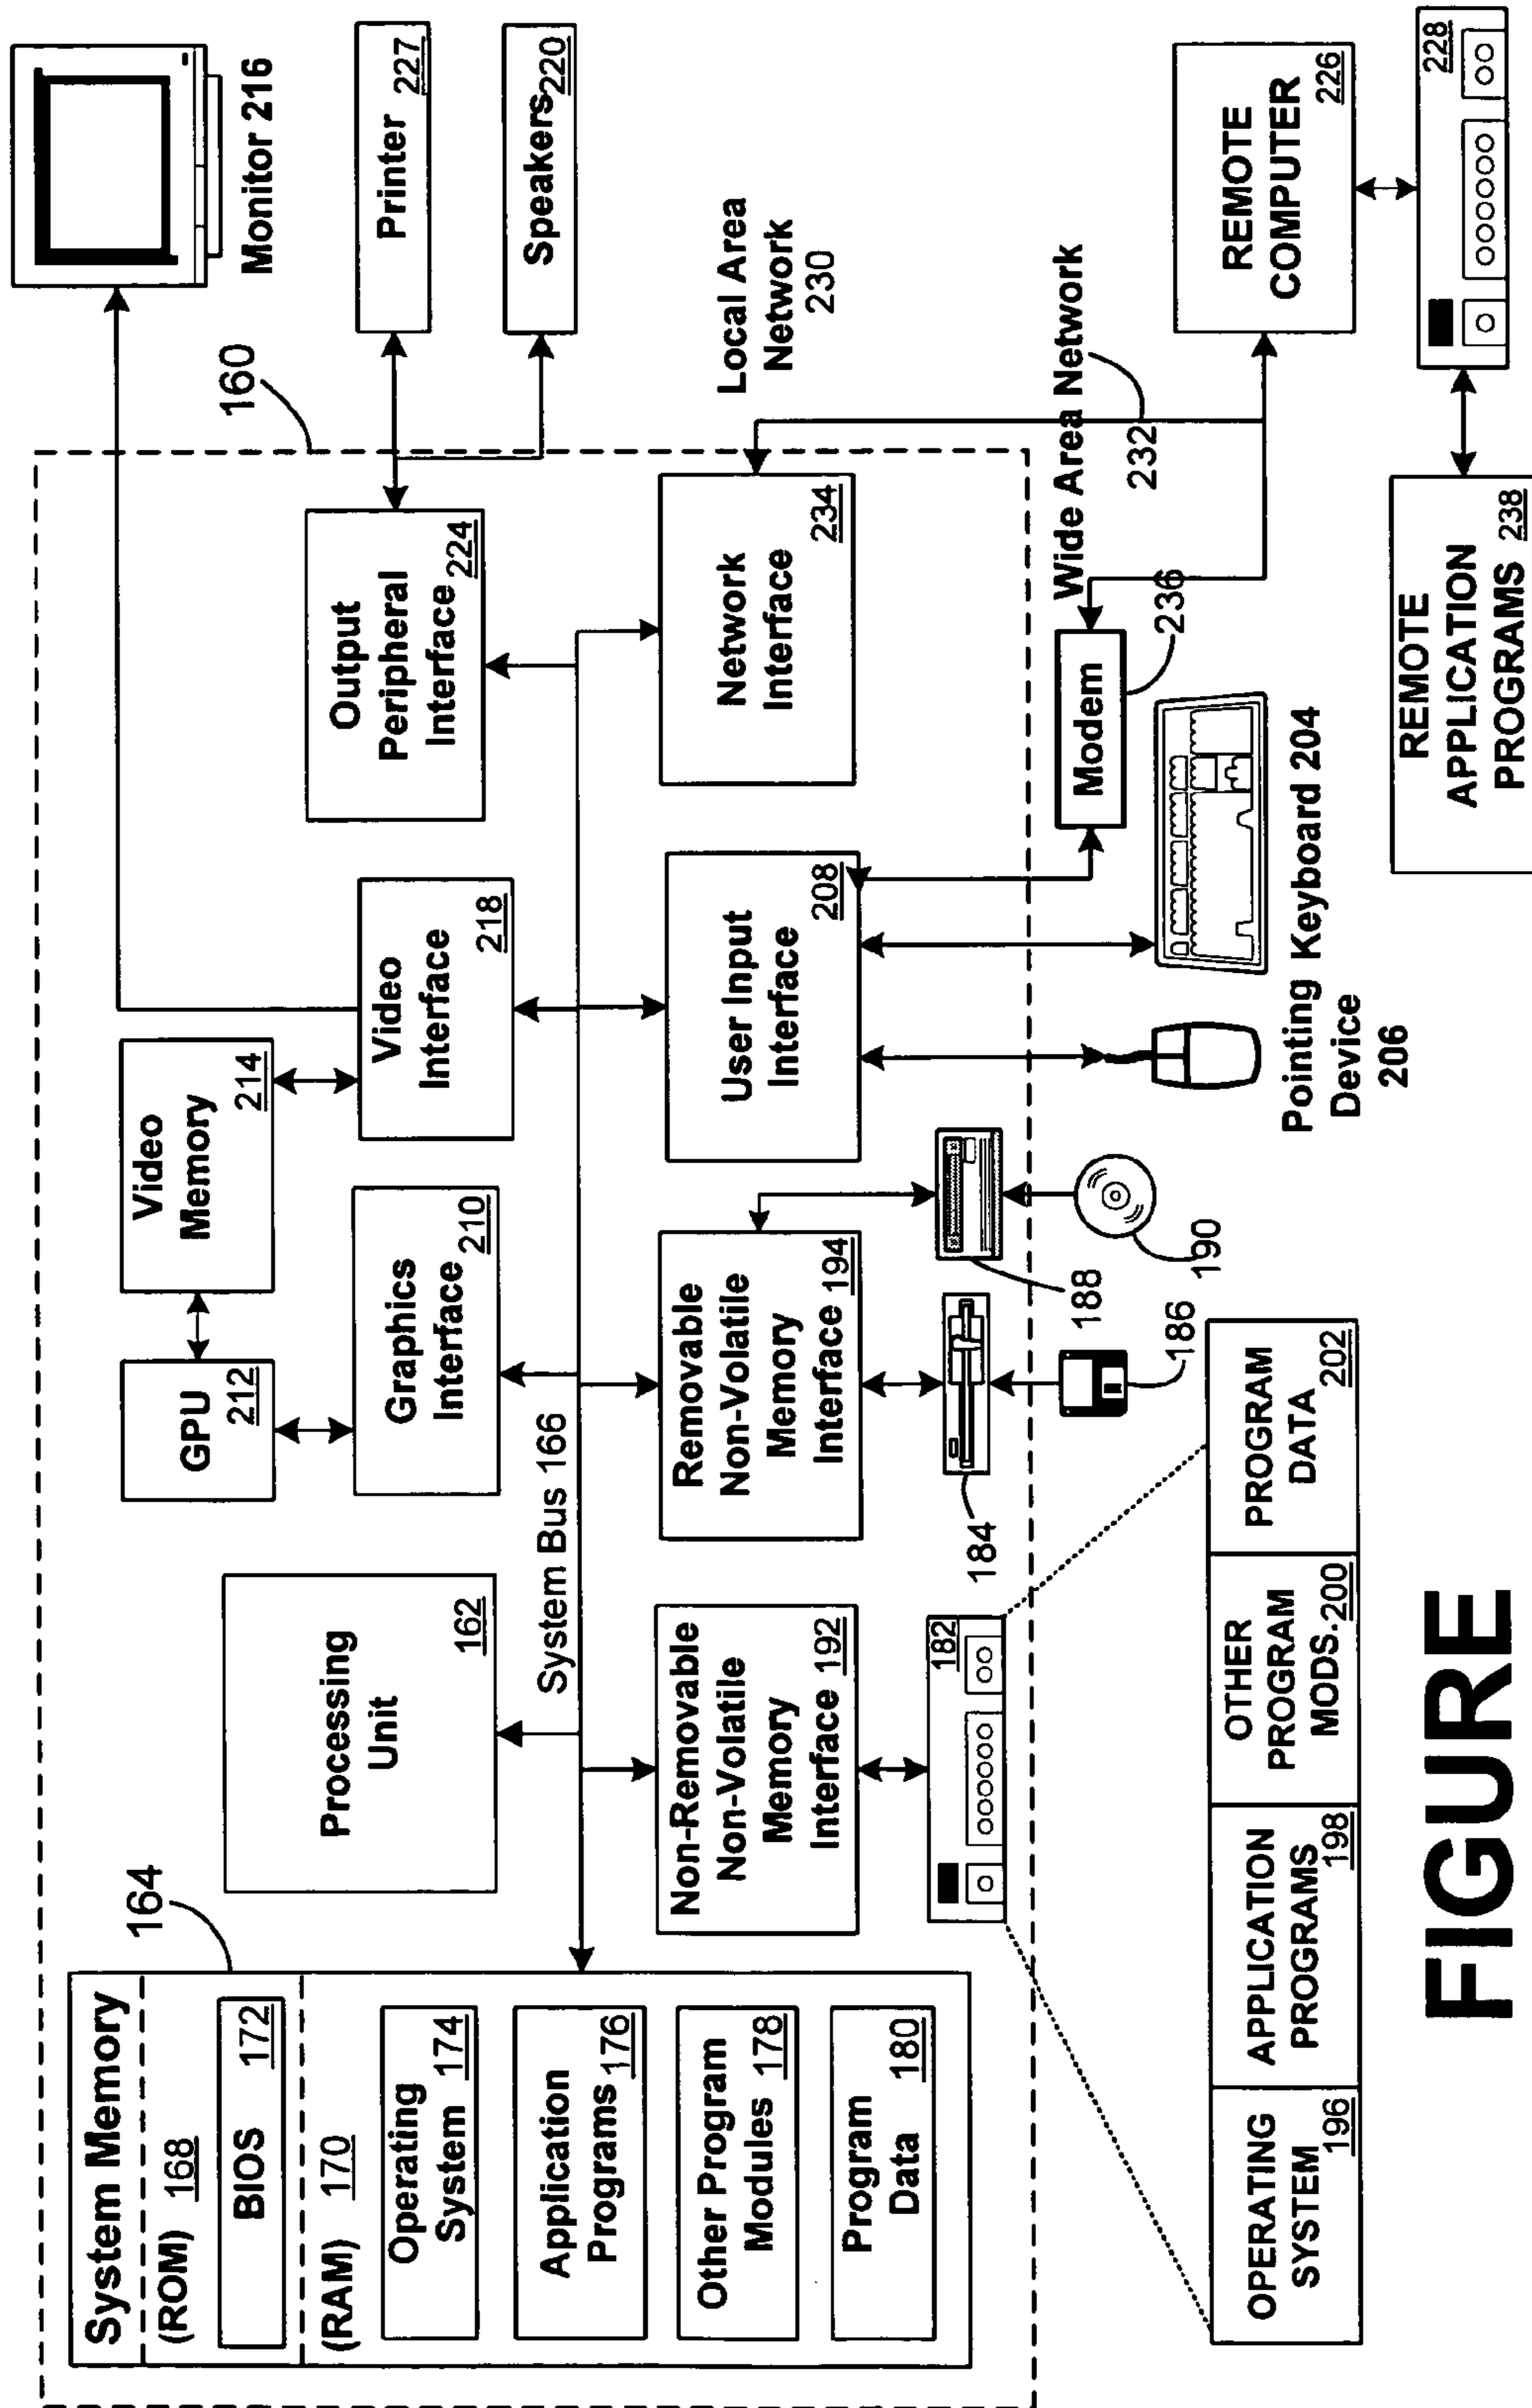 System Memory
(ROM) 168
BIOS 172
(RAM) 170
Operating
System 174
Application
Programs 176
Other Program
Modules 178
Program
Data 180
164
Processing
Unit
162
System Bus 166
GPU
212
Video
Memory
214
Graphics
Interface
210
Video
Interface
218
Output
Peripheral
Interface 224
160
Monitor 216
Printer
227
Speakers 220
Non-Removable
Non-Volatile
Memory
Interface 192
Removable
Non-Volatile
Memory
Interface 194
User Input
Interface
208
Network
Interface
234
Local Area
Network
230
182
184
188
186
190
Modem
236
Wide Area Network
232
Pointing
Device
206
Keyboard 204
REMOTE
COMPUTER
226
228
REMOTE
APPLICATION
PROGRAMS 238
OPERATING
SYSTEM 196
APPLICATION
PROGRAMS
198
OTHER
PROGRAM
MODS. 200
PROGRAM
DATA
202
FIGURE